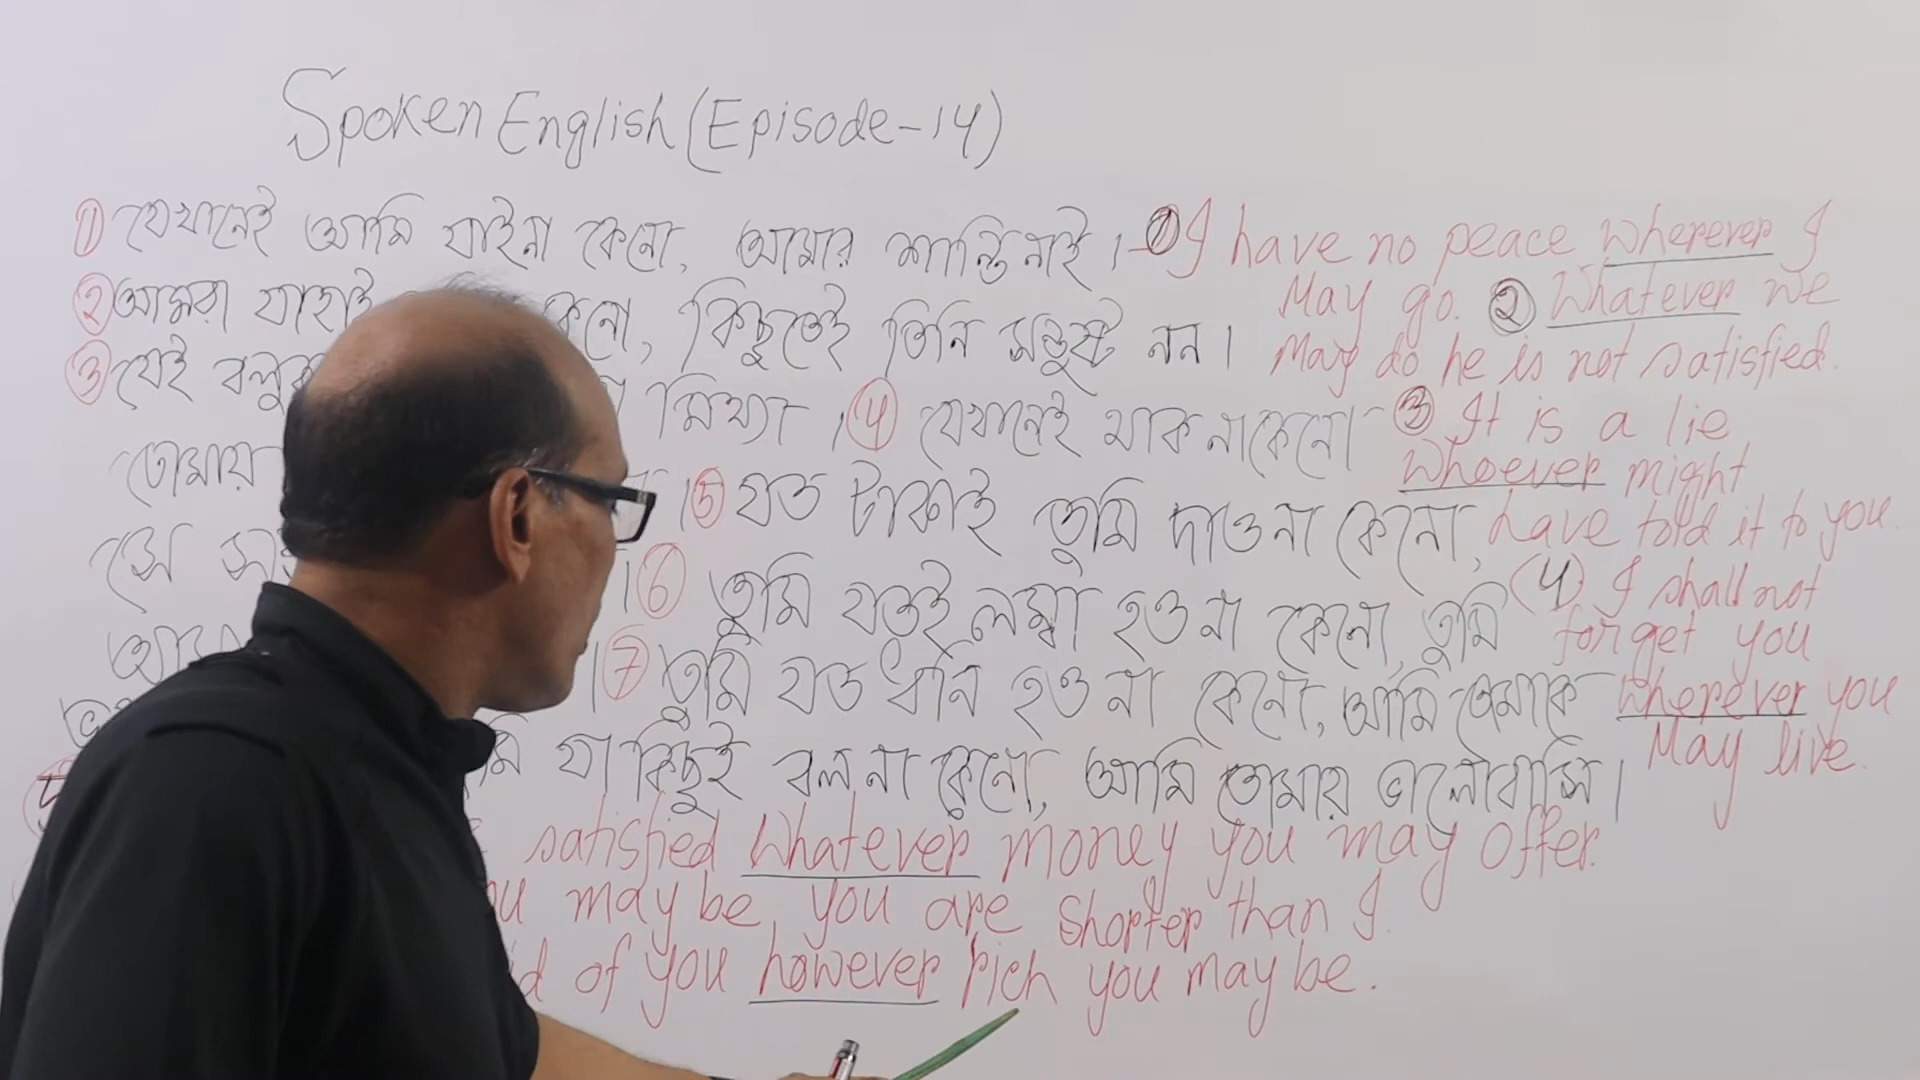 Spoken English (Episode-14)
① যেখানেই আমি যাইনা কেনো, আমার শান্তি নাই। - ① I have no peace wherever I
May go. ② Whatever we
② আমরা যাহাই কেনো, কিছুতেই তিনি সন্তুষ্ট নন। May do he is not satisfied.
③ যেই মিথ্যা। ④ যেখানেই থাক নাকেনো ③ It is a lie
Whoever might
তোমায় । ⑤ যত টাকাই তুমি দাওনা কেনো, have told it to you.
সে । ⑥ তুমি যতই লম্বা হওনা কেনো, তুমি (4) I shall not
forget you
। ⑦ তুমি যত ধনি হওনা কেনো, আমি তোমাকে wherever you
May live.
যা কিছুই বলনা কেনো, আমি তোমায় ভালোবাসি।
satisfied whatever money you may offer.
may be, you are shorter than I.
of you however rich you may be.